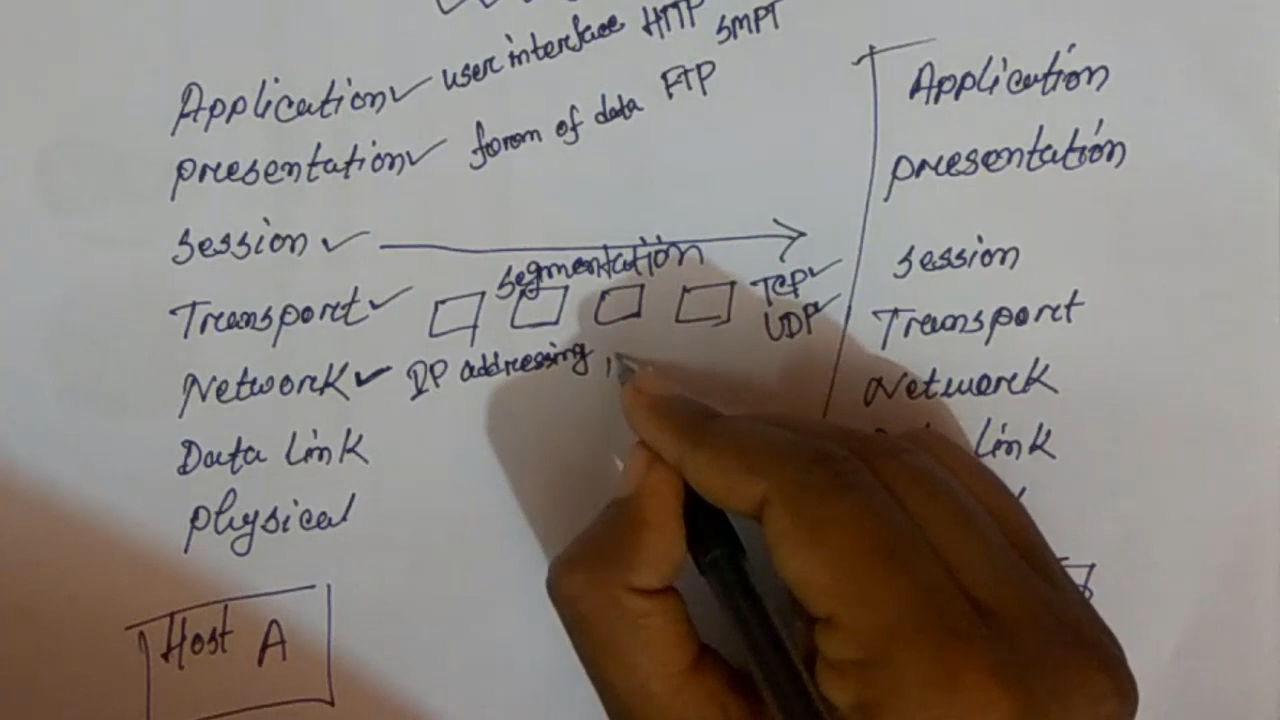 Application✓ user interface HTTP SMPT
presentation✓ form of data FTP
session ✓
segmentation
Transport✓ TCP✓
UDP✓
Network✓ IP addressing
Data Link
physical
Host A
Application
presentation
session
Transport
Network
Link